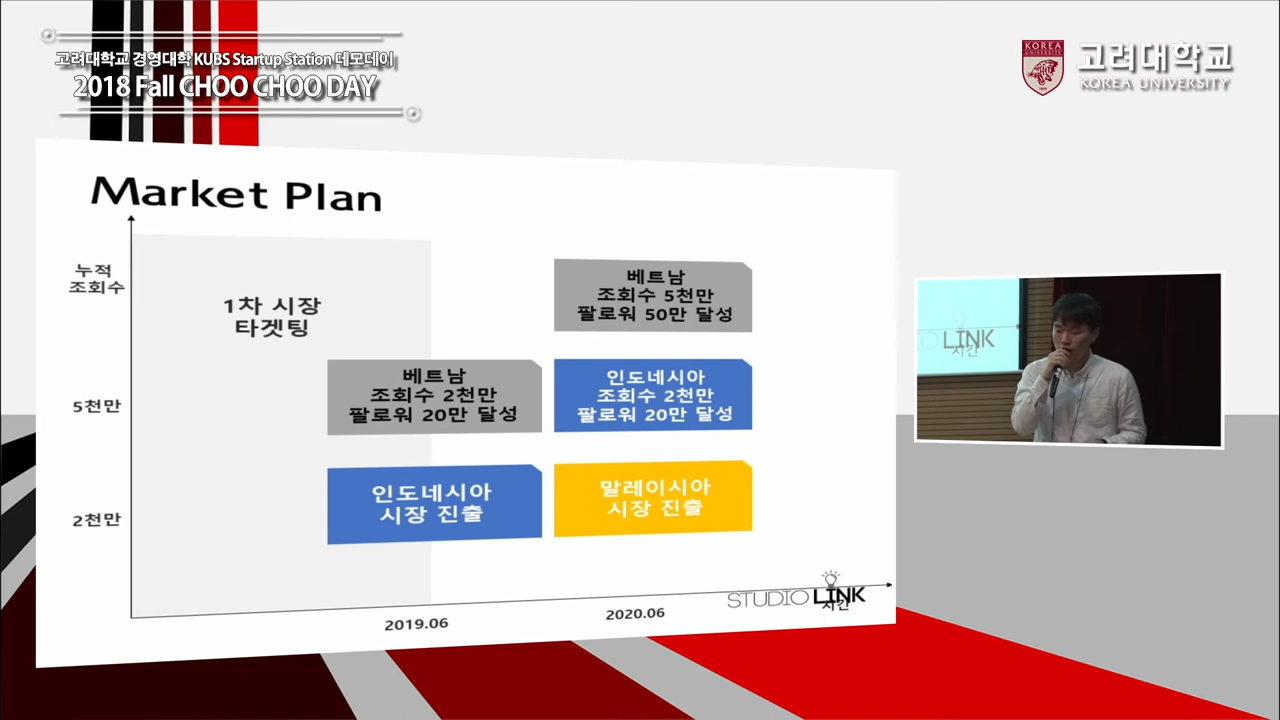 고려대학교 경영대학 KUBS Startup Station 데모데이
2018 Fall CHOO CHOO DAY
KOREA
UNIVERSITY
1905
고려대학교
KOREA UNIVERSITY
Market Plan
누적
조회수
5천만
2천만
1차 시장
타겟팅
베트남
조회수 2천만
팔로워 20만 달성
인도네시아
시장 진출
베트남
조회수 5천만
팔로워 50만 달성
인도네시아
조회수 2천만
팔로워 20만 달성
말레이시아
시장 진출
2019.06
2020.06
STUDIO LINK
시간
LINK
시간